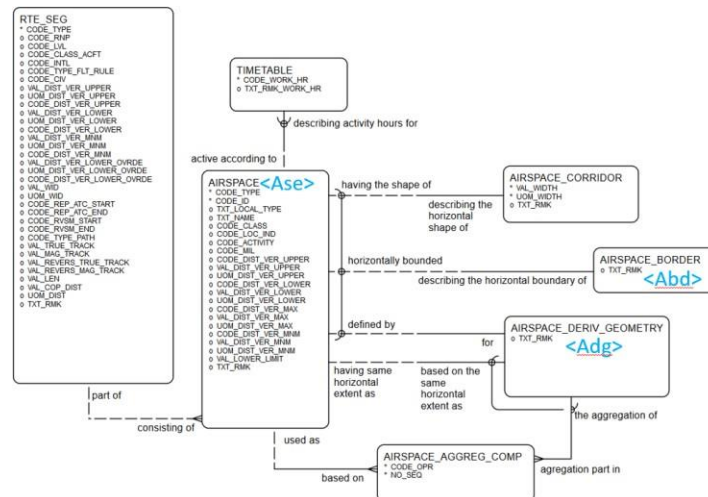 RTE_SEG
* CODE_TYPE
o CODE_RNP
o CODE_LVL
o CODE_CLASS_ACFT
o CODE_INTL
o CODE_TYPE_FLT_RULE
o CODE_CIV
o VAL_DIST_VER_UPPER
o UOM_DIST_VER_UPPER
o CODE_DIST_VER_UPPER
o VAL_DIST_VER_LOWER
o UOM_DIST_VER_LOWER
o CODE_DIST_VER_LOWER
o VAL_DIST_VER_MNM
o UOM_DIST_VER_MNM
o CODE_DIST_VER_MNM
o VAL_DIST_VER_LOWER_OVRDE
o UOM_DIST_VER_LOWER_OVRDE
o CODE_DIST_VER_LOWER_OVRDE
o VAL_WID
o UOM_WID
o CODE_REP_ATC_START
o CODE_REP_ATC_END
o CODE_RVSM_START
o CODE_RVSM_END
o CODE_TYPE_PATH
o VAL_TRUE_TRACK
o VAL_MAG_TRACK
o VAL_REVERS_TRUE_TRACK
o VAL_REVERS_MAG_TRACK
o VAL_LEN
o VAL_COP_DIST
o UOM_DIST
o TXT_RMK
part of
consisting of
TIMETABLE
* CODE_WORK_HR
o TXT_RMK_WORK_HR
describing activity hours for
active according to
AIRSPACE <Ase>
* CODE_TYPE
* CODE_ID
o TXT_LOCAL_TYPE
o TXT_NAME
o CODE_CLASS
o CODE_LOC_IND
o CODE_ACTIVITY
o CODE_MIL
o CODE_DIST_VER_UPPER
o VAL_DIST_VER_UPPER
o UOM_DIST_VER_UPPER
o CODE_DIST_VER_LOWER
o VAL_DIST_VER_LOWER
o UOM_DIST_VER_LOWER
o CODE_DIST_VER_MAX
o VAL_DIST_VER_MAX
o UOM_DIST_VER_MAX
o CODE_DIST_VER_MNM
o VAL_DIST_VER_MNM
o UOM_DIST_VER_MNM
o VAL_LOWER_LIMIT
o TXT_RMK
having the shape of
describing the
horizontal
shape of
AIRSPACE_CORRIDOR
* VAL_WIDTH
* UOM_WIDTH
o TXT_RMK
horizontally bounded
describing the horizontal boundary of
AIRSPACE_BORDER
o TXT_RMK
<Abd>
defined by
for
AIRSPACE_DERIV_GEOMETRY
o TXT_RMK
<Adg>
having same
horizontal
extent as
based on the
same
horizontal
extent as
the aggregation of
used as
based on
AIRSPACE_AGGREG_COMP
* CODE_OPR
* NO_SEQ
agregation part in